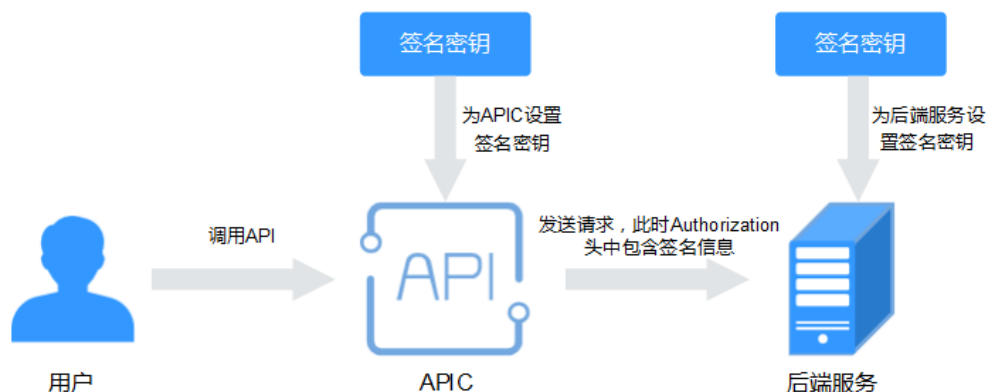 签名密钥
签名密钥
为APIC设置
签名密钥
为后端服务设
置签名密钥
调用API
发送请求，此时Authorization
头中包含签名信息
API
用户
APIC
后端服务